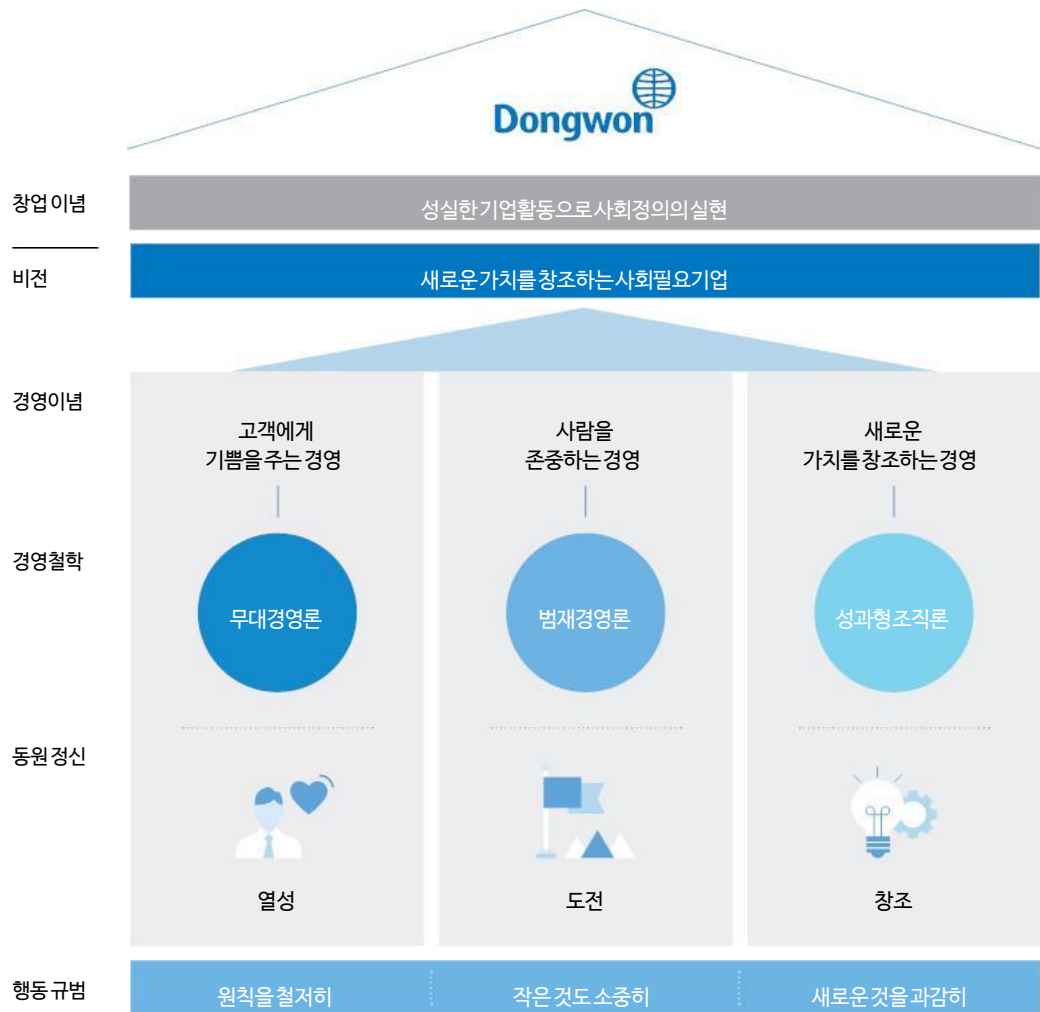 Dongwon
창업 이념
성실한 기업활동으로 사회정의의 실현
비전
새로운 가치를 창조하는 사회필요기업
경영이념
고객에게
기쁨을 주는 경영
사람을
존중하는 경영
새로운
가치를 창조하는 경영
경영철학
무대경영론
범재경영론
성과형조직론
동원 정신
열성
도전
창조
행동 규범
원칙을 철저히
작은 것도 소중히
새로운 것을 과감히